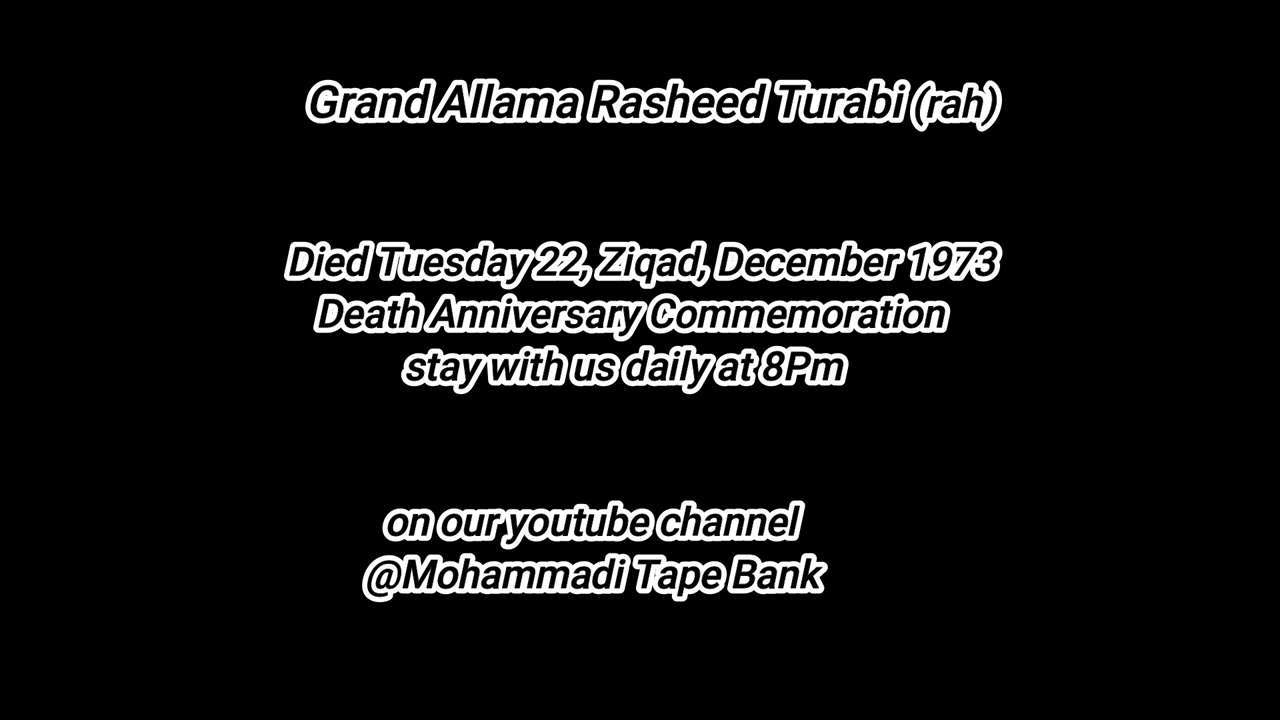 Grand Allama Rasheed Turabi (rah)
Died Tuesday 22, Ziqad, December 1973
Death Anniversary Commemoration
stay with us daily at 8Pm
on our youtube channel
@Mohammadi Tape Bank